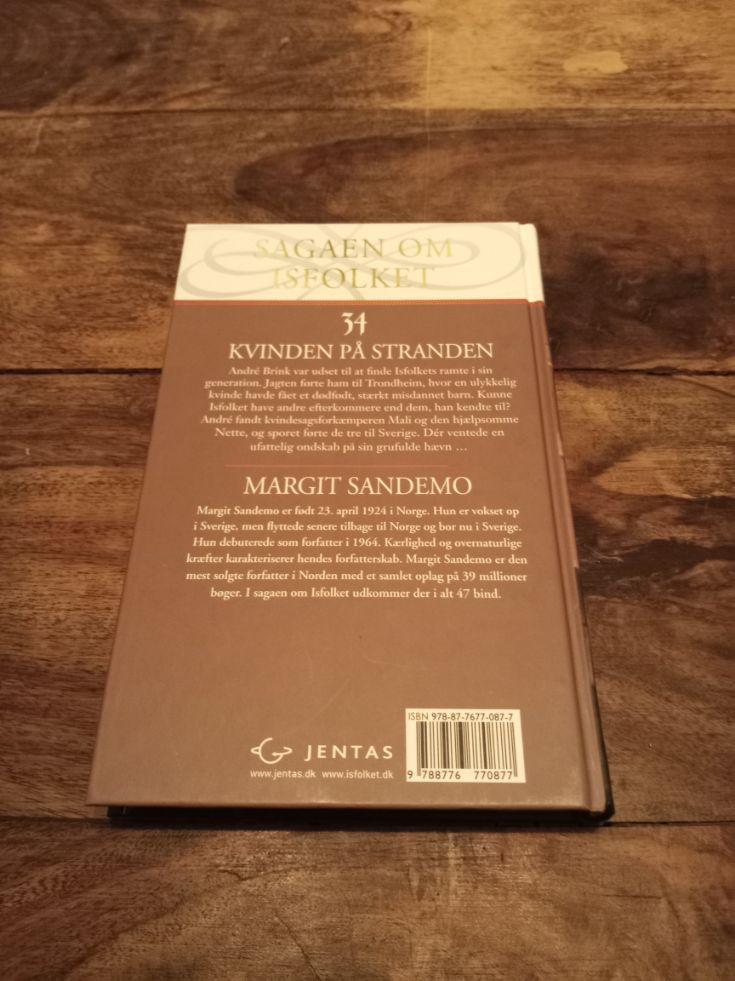 SAGAEN OM
ISFOLKET
34
KVINDEN PÅ STRANDEN
André Brink var udset til at finde Isfolkets ramte i sin
generation. Jagten førte ham til Trondheim, hvor en ulykkelig
kvinde havde fået et dødfødt, stærkt misdannet barn. Kunne
Isfolket have andre efterkommere end dem, han kendte til?
André fandt kvindesagsforkæmperen Mali og den hjælpsomme
Nette, og sporet førte de tre til Sverige. Dér ventede en
ufattelig ondskab på sin grufulde hævn ...
MARGIT SANDEMO
Margit Sandemo er født 23. april 1924 i Norge. Hun er vokset op
i Sverige, men flyttede senere tilbage til Norge og bor nu i Sverige.
Hun debuterede som forfatter i 1964. Kærlighed og overnaturlige
kræfter karakteriserer hendes forfatterskab. Margit Sandemo er den
mest solgte forfatter i Norden med et samlet oplag på 39 millioner
bøger. I sagaen om Isfolket udkommer der i alt 47 bind.
ISBN 978-87-7677-087-7
JENTAS
www.jentas.dk www.isfolket.dk
9 788776 770877